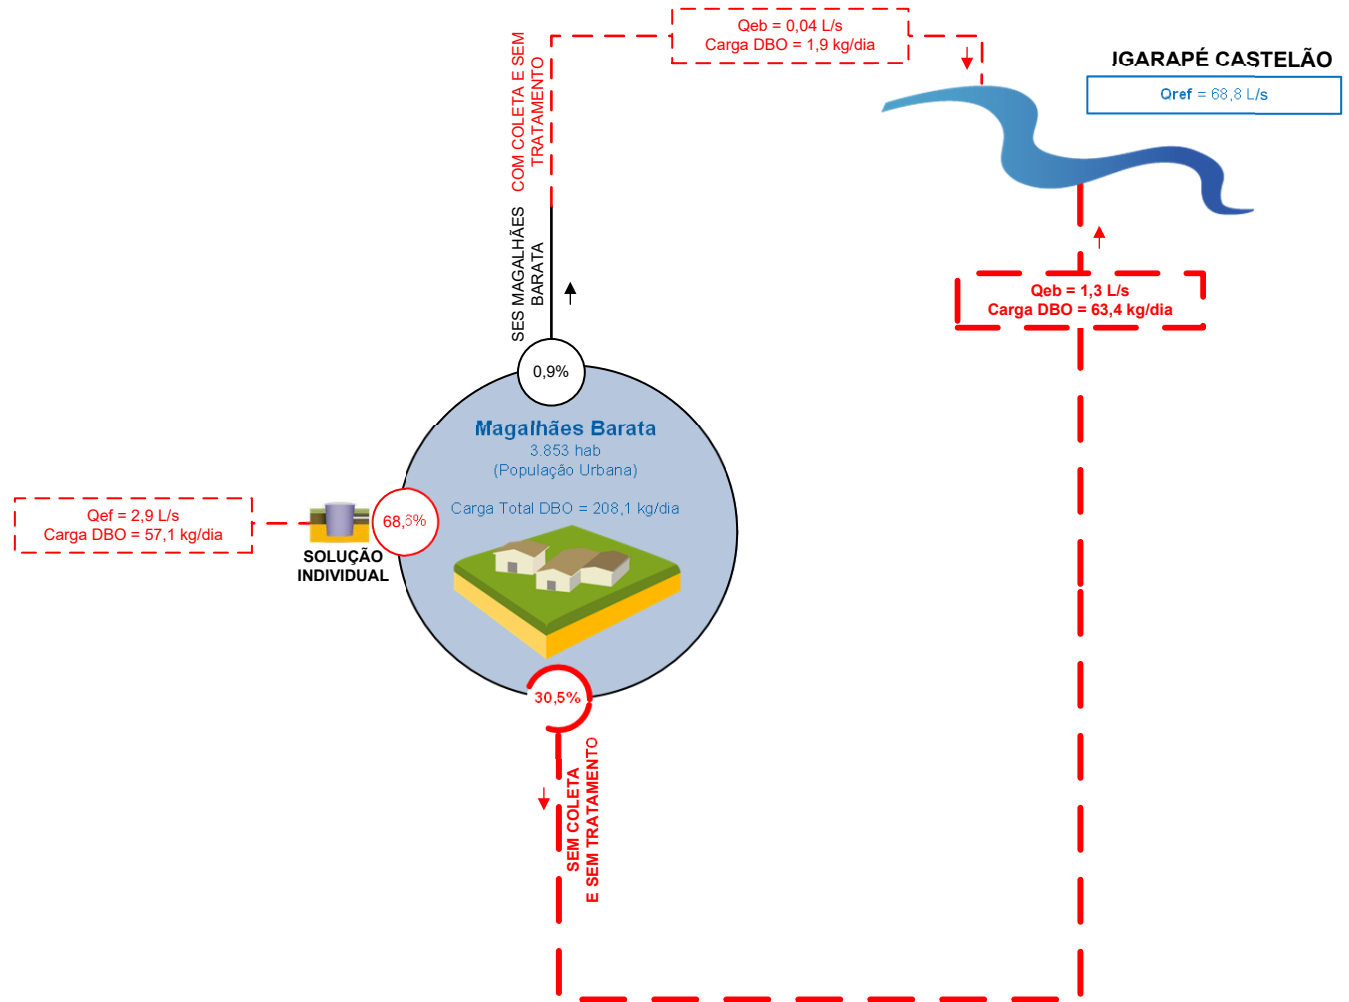 Qeb = 0,04 L/s
Carga DBO = 1,9 kg/dia
IGARAPÉ CASTELÃO
Qref = 68,8 L/s
COM COLETA E SEM
TRATAMENTO
SES MAGALHÃES
BARATA
Qeb = 1,3 L/s
Carga DBO = 63,4 kg/dia
0,9%
Magalhães Barata
3.853 hab
(População Urbana)
Carga Total DBO = 208,1 kg/dia
Qef = 2,9 L/s
Carga DBO = 57,1 kg/dia
68,6%
SOLUÇÃO
INDIVIDUAL
30,5%
SEM COLETA
E SEM TRATAMENTO